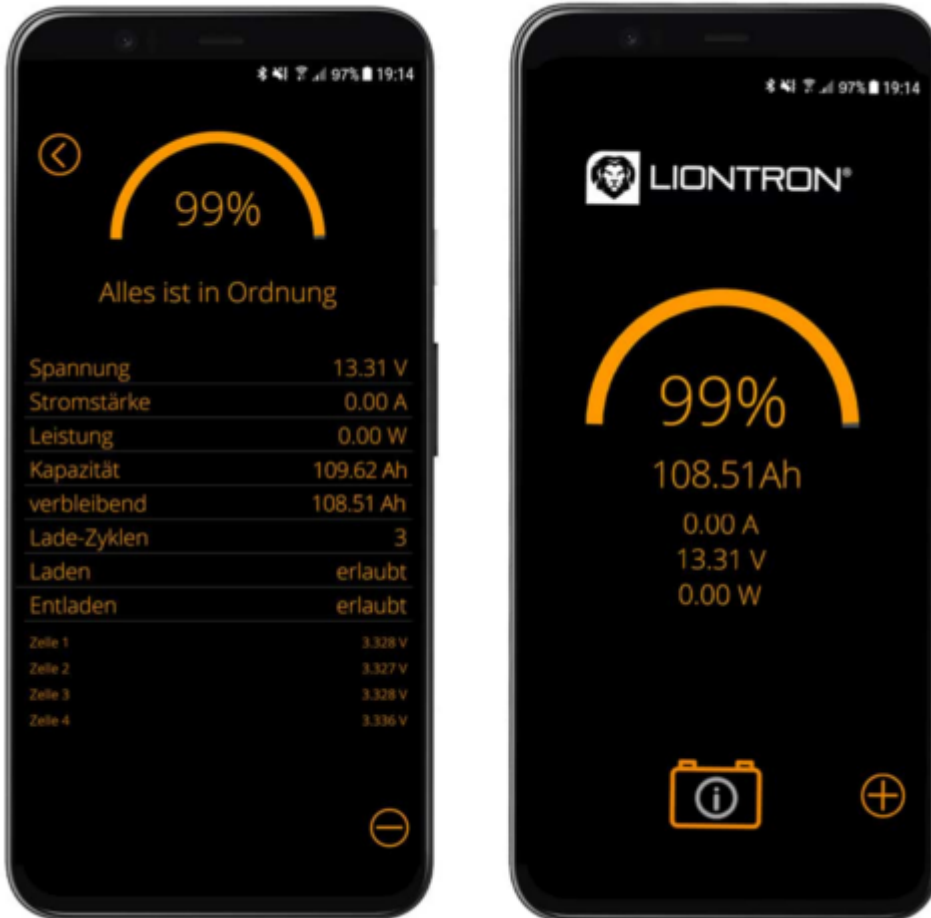 97% 19:14
99%
Alles ist in Ordnung
Spannung 13.31 V
Stromstärke 0.00 A
Leistung 0.00 W
Kapazität 109.62 Ah
verbleibend 108.51 Ah
Lade-Zyklen 3
Laden erlaubt
Entladen erlaubt
Zelle 1 3.328 V
Zelle 2 3.327 V
Zelle 3 3.328 V
Zelle 4 3.336 V
97% 19:14
LIONTRON®
99%
108.51Ah
0.00 A
13.31 V
0.00 W
i